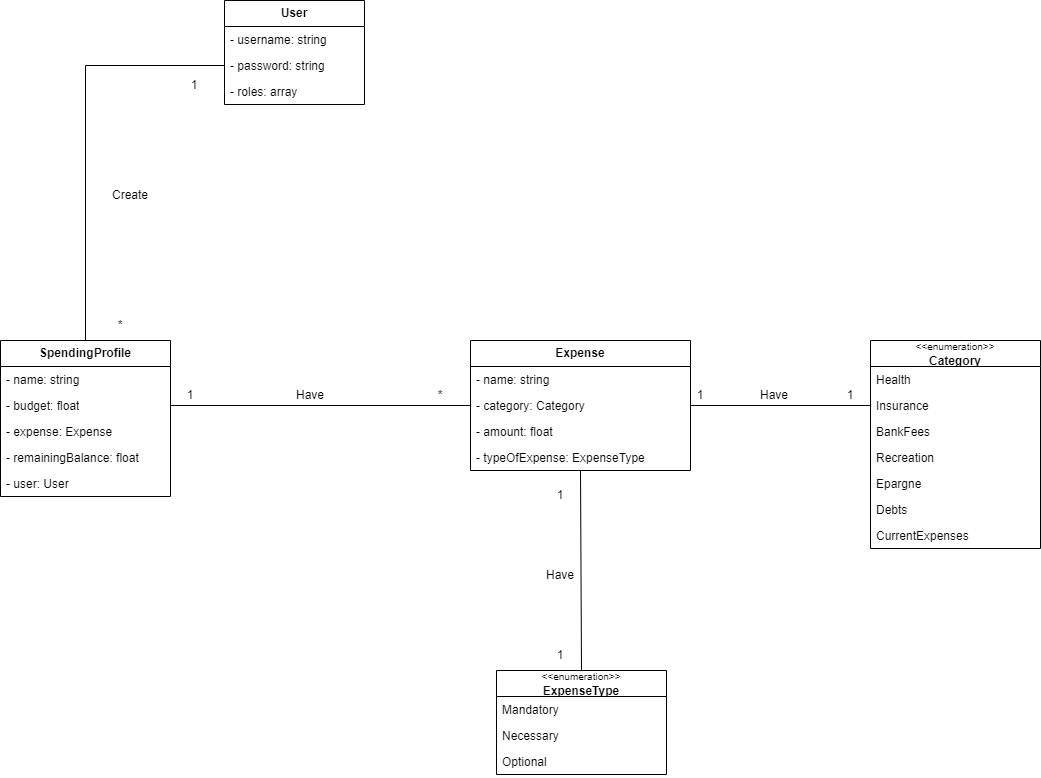 User
- username: string
- password: string
- roles: array
1
Create
*
SpendingProfile
- name: string
- budget: float
- expense: Expense
- remainingBalance: float
- user: User
1
Have
*
Expense
- name: string
- category: Category
- amount: float
- typeOfExpense: ExpenseType
1
Have
1
<<enumeration>>
Category
Health
Insurance
BankFees
Recreation
Epargne
Debts
CurrentExpenses
1
Have
1
<<enumeration>>
ExpenseType
Mandatory
Necessary
Optional